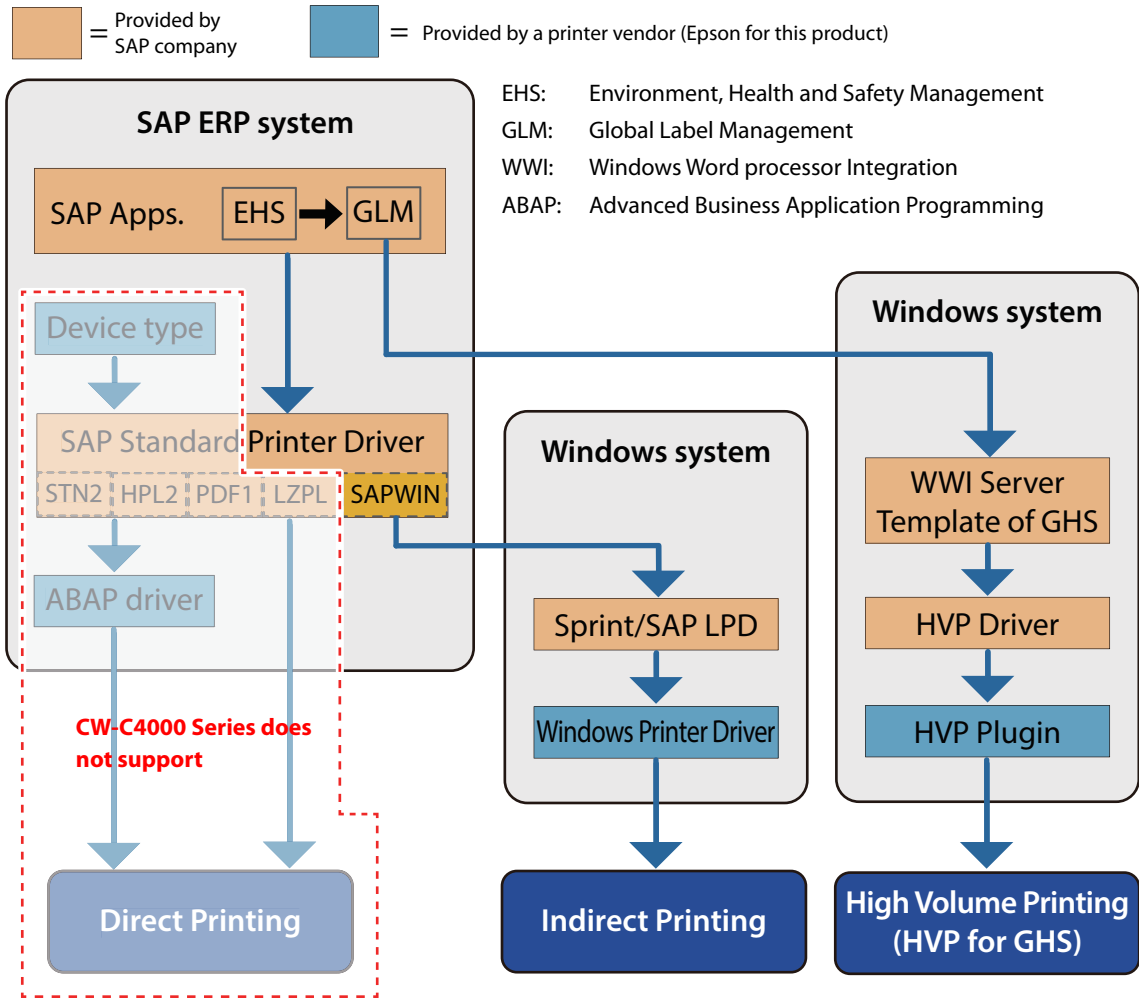 = Provided by
SAP company
= Provided by a printer vendor (Epson for this product)
SAP ERP system
EHS: Environment, Health and Safety Management
GLM: Global Label Management
WWI: Windows Word processor Integration
ABAP: Advanced Business Application Programming
SAP Apps. EHS GLM
Device type
SAP Standard Printer Driver
STN2 HPL2 PDF1 LZPL SAPWIN
ABAP driver
CW-C4000 Series does
not support
Direct Printing
Windows system
Sprint/SAP LPD
Windows Printer Driver
Indirect Printing
Windows system
WWI Server
Template of GHS
HVP Driver
HVP Plugin
High Volume Printing
(HVP for GHS)